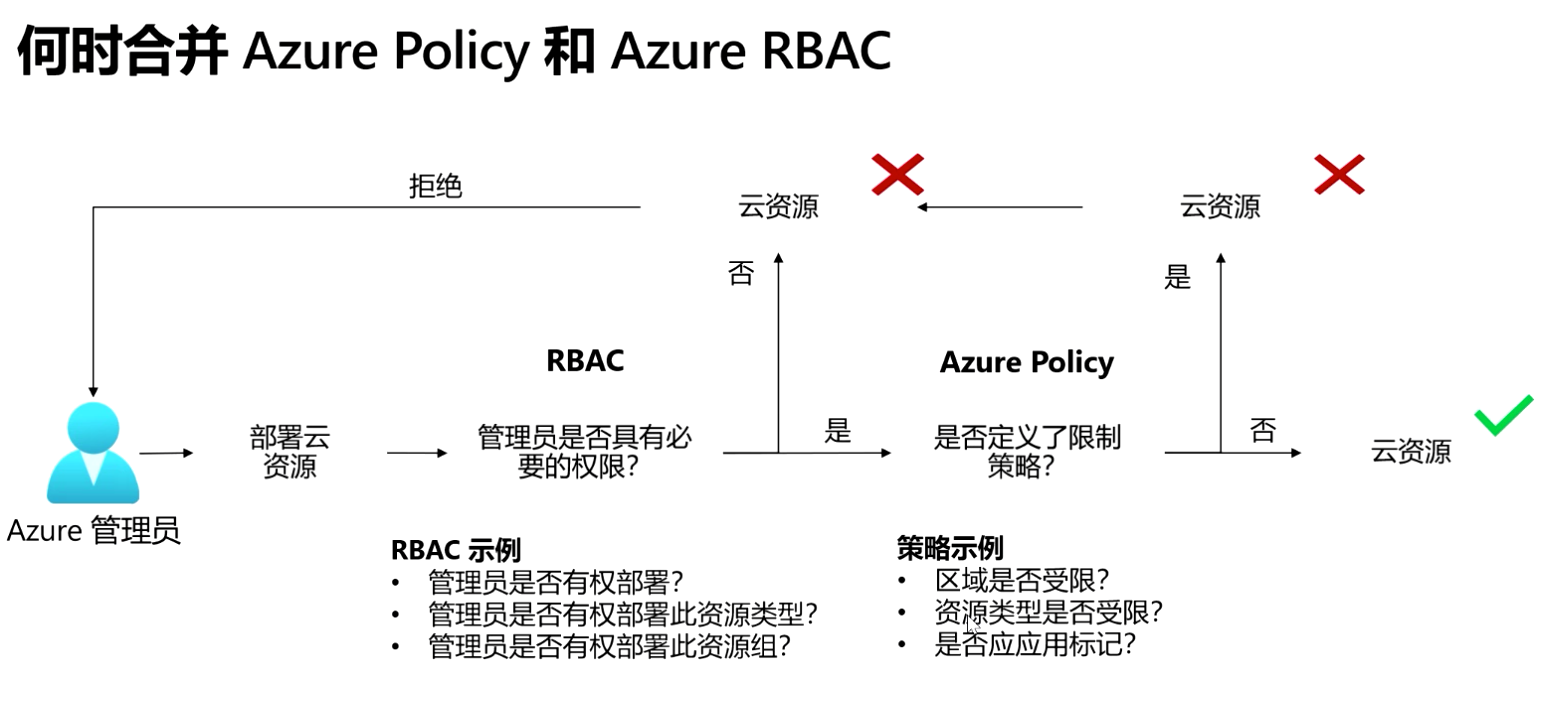 何时合并 Azure Policy 和 Azure RBAC
拒绝
云资源
云资源
否
是
RBAC
Azure Policy
部署云
资源
管理员是否具有必
要的权限？
是
是否定义了限制
策略？
否
云资源
Azure 管理员
RBAC 示例
• 管理员是否有权部署？
• 管理员是否有权部署此资源类型？
• 管理员是否有权部署此资源组？
策略示例
• 区域是否受限？
• 资源类型是否受限？
• 是否应应用标记？